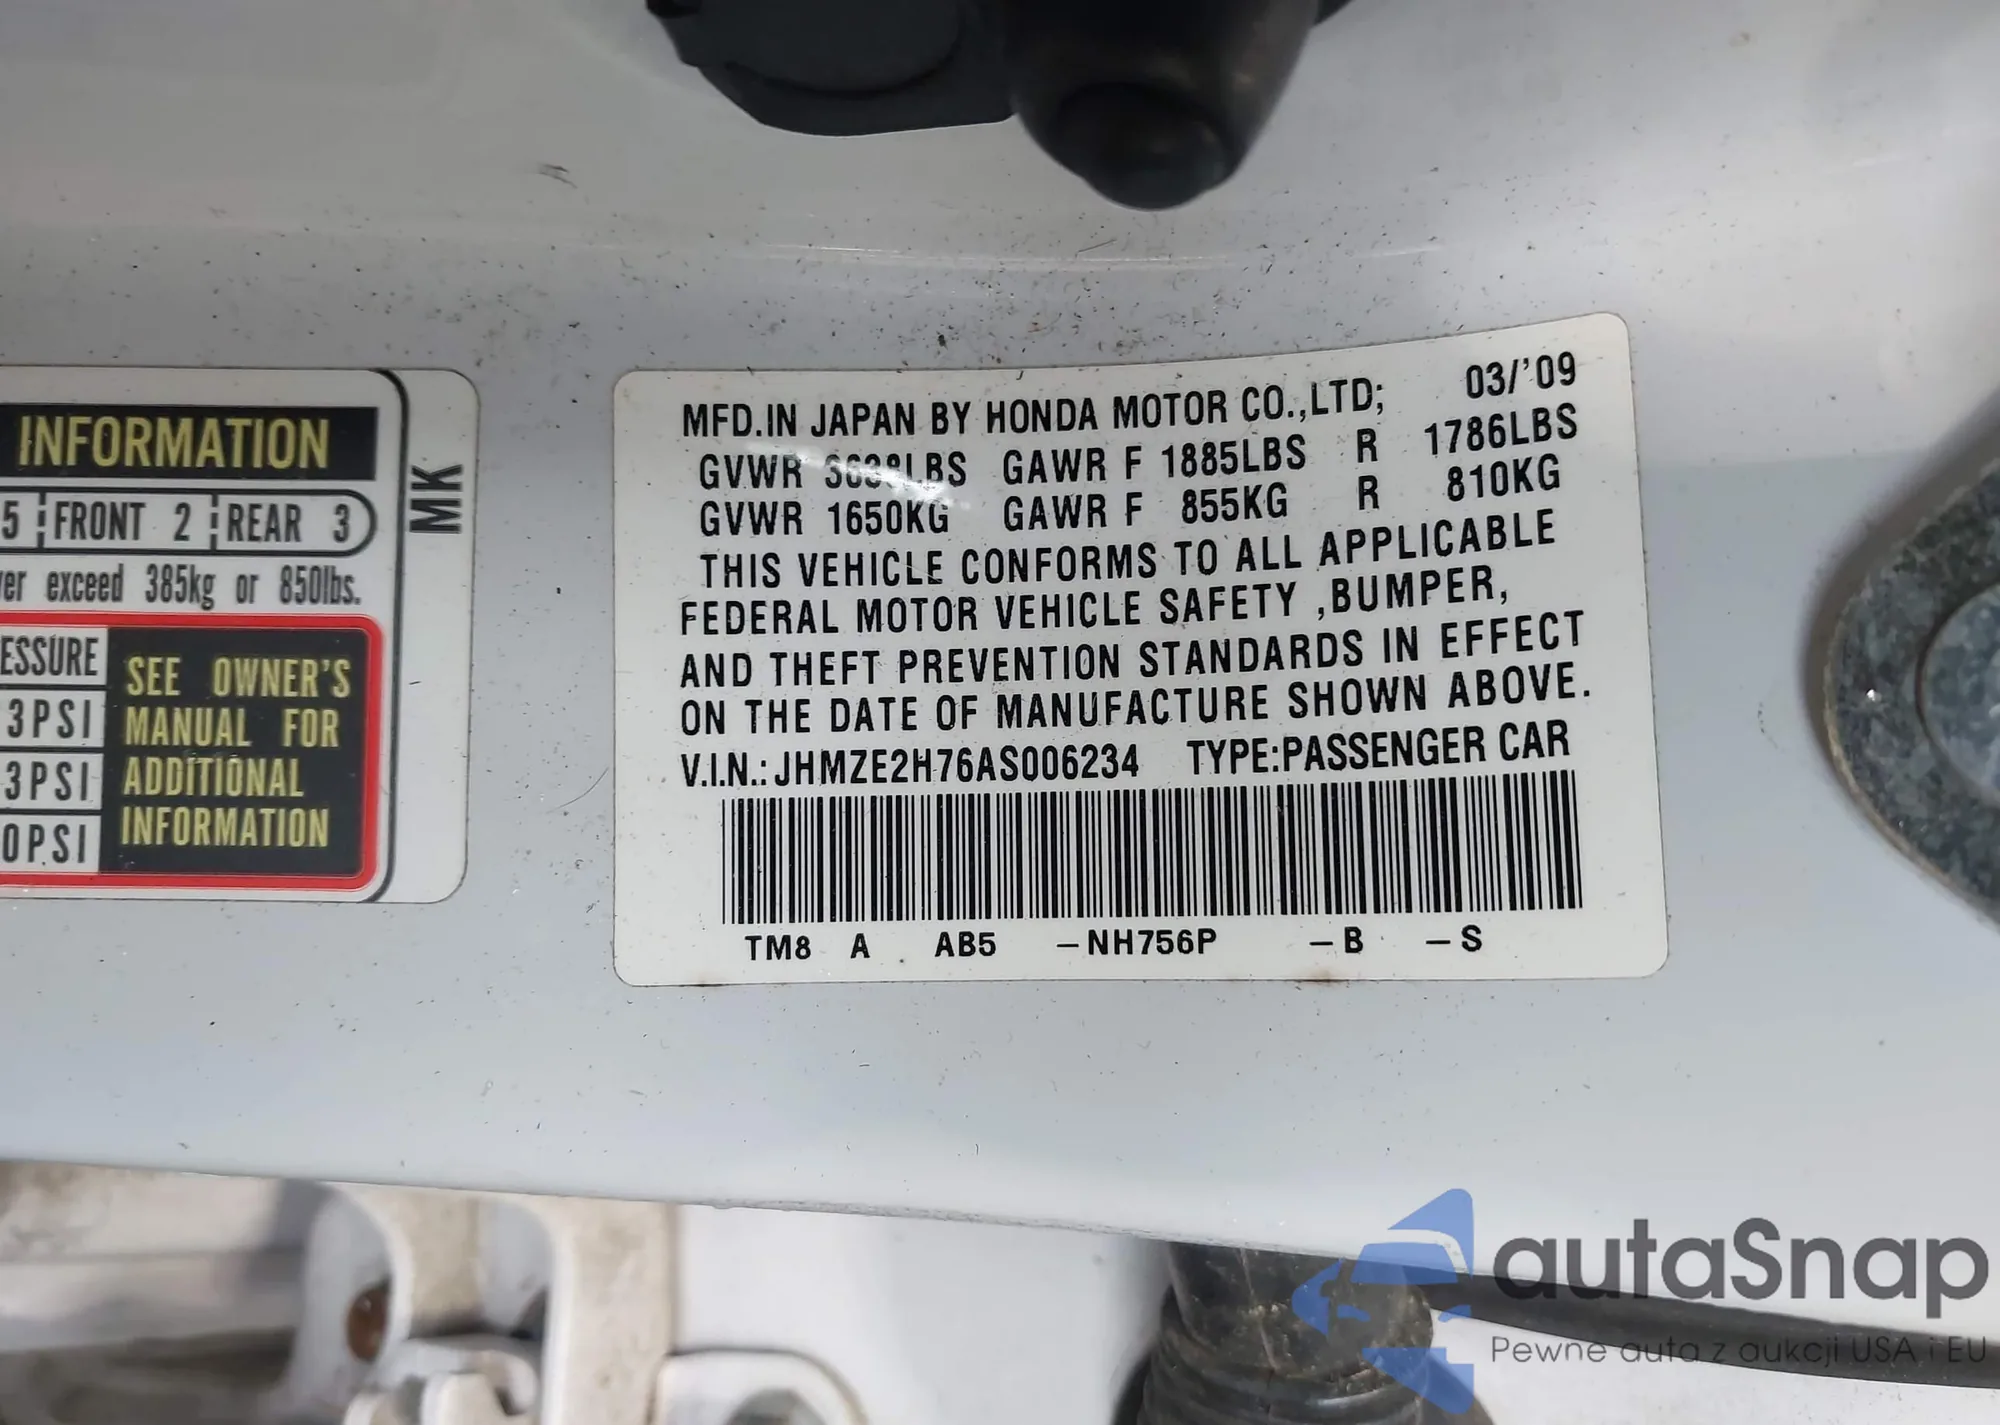 INFORMATION
5 FRONT 2 REAR 3
er exceed 385kg or 850lbs.
ESSURE
3PSI
3PSI
0PSI
SEE OWNER'S
MANUAL FOR
ADDITIONAL
INFORMATION
MK
MFD.IN JAPAN BY HONDA MOTOR CO.,LTD; 03/'09
GVWR 3638LBS GAWR F 1885LBS R 1786LBS
GVWR 1650KG GAWR F 855KG R 810KG
THIS VEHICLE CONFORMS TO ALL APPLICABLE
FEDERAL MOTOR VEHICLE SAFETY ,BUMPER,
AND THEFT PREVENTION STANDARDS IN EFFECT
ON THE DATE OF MANUFACTURE SHOWN ABOVE.
V.I.N.: JHMZE2H76AS006234 TYPE:PASSENGER CAR
TM8 A AB5 -NH756P -B -S
autaSnap
Pewne auta z aukcji USA i EU